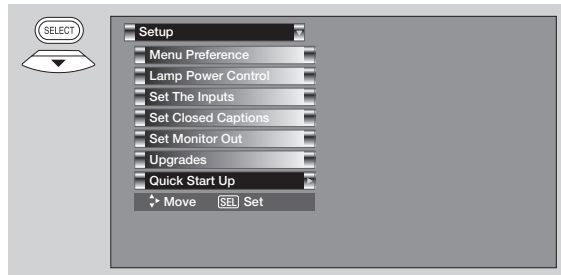 SELECT
Setup
Menu Preference
Lamp Power Control
Set The Inputs
Set Closed Captions
Set Monitor Out
Upgrades
Quick Start Up
Move SEL Set